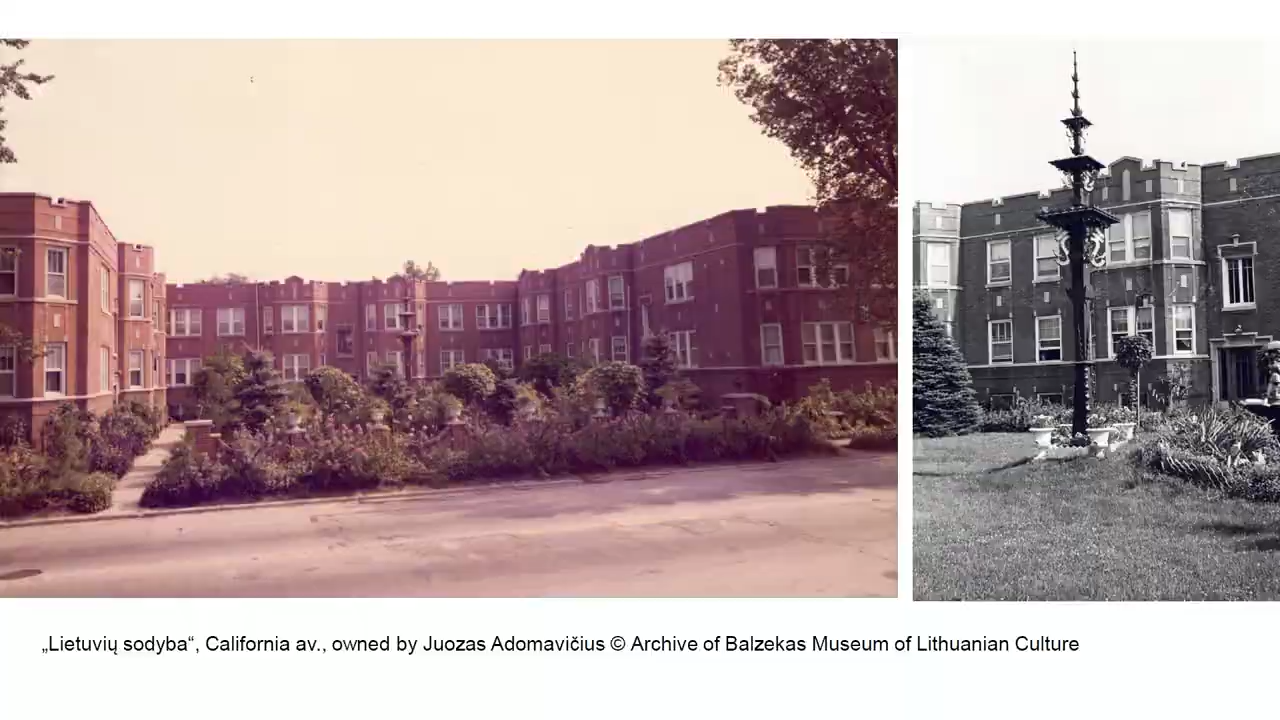 „Lietuvių sodyba“, California av., owned by Juozas Adomavičius © Archive of Balzekas Museum of Lithuanian Culture